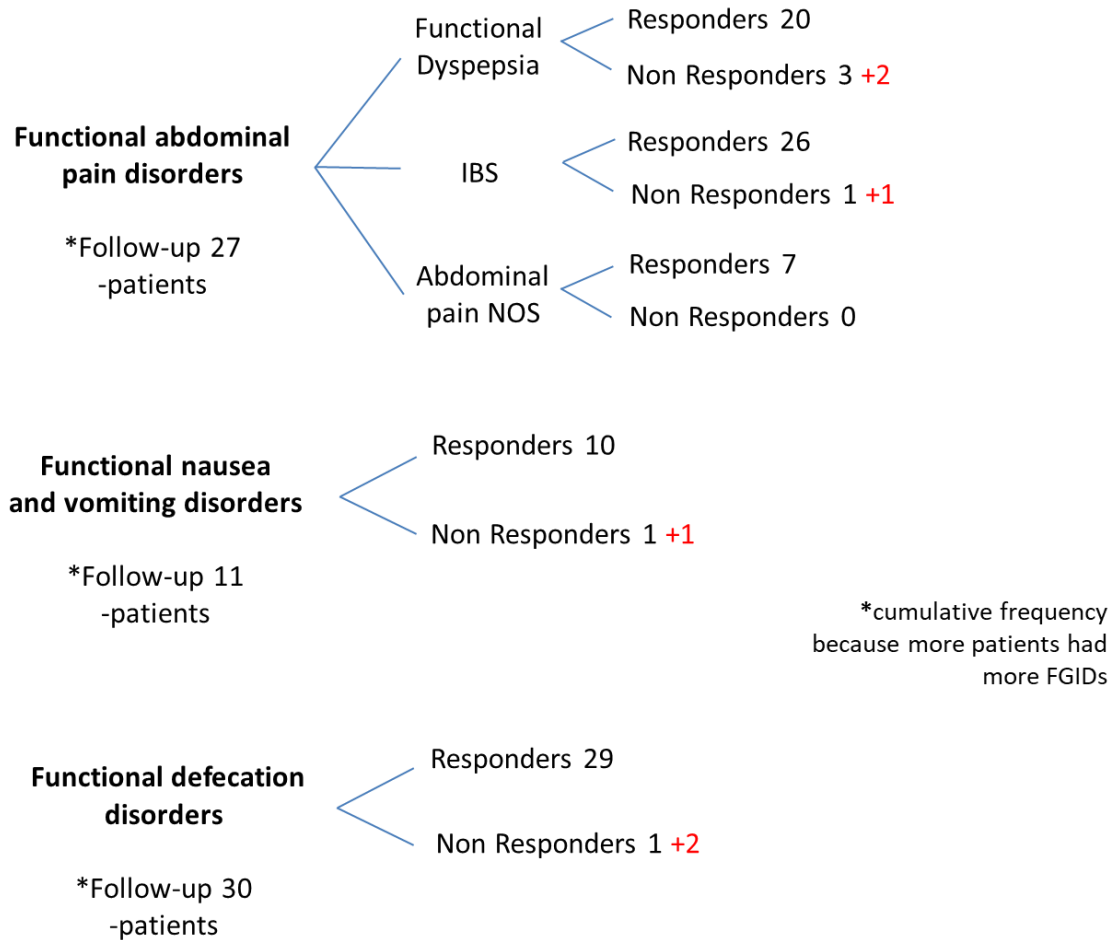 Functional
Dyspepsia
Responders 20
Non Responders 3 +2
Functional abdominal
pain disorders
*Follow-up 27
-patients
IBS
Responders 26
Non Responders 1 +1
Abdominal
pain NOS
Responders 7
Non Responders 0
Functional nausea
and vomiting disorders
*Follow-up 11
-patients
Responders 10
Non Responders 1 +1
*cumulative frequency
because more patients had
more FGIDs
Functional defecation
disorders
*Follow-up 30
-patients
Responders 29
Non Responders 1 +2